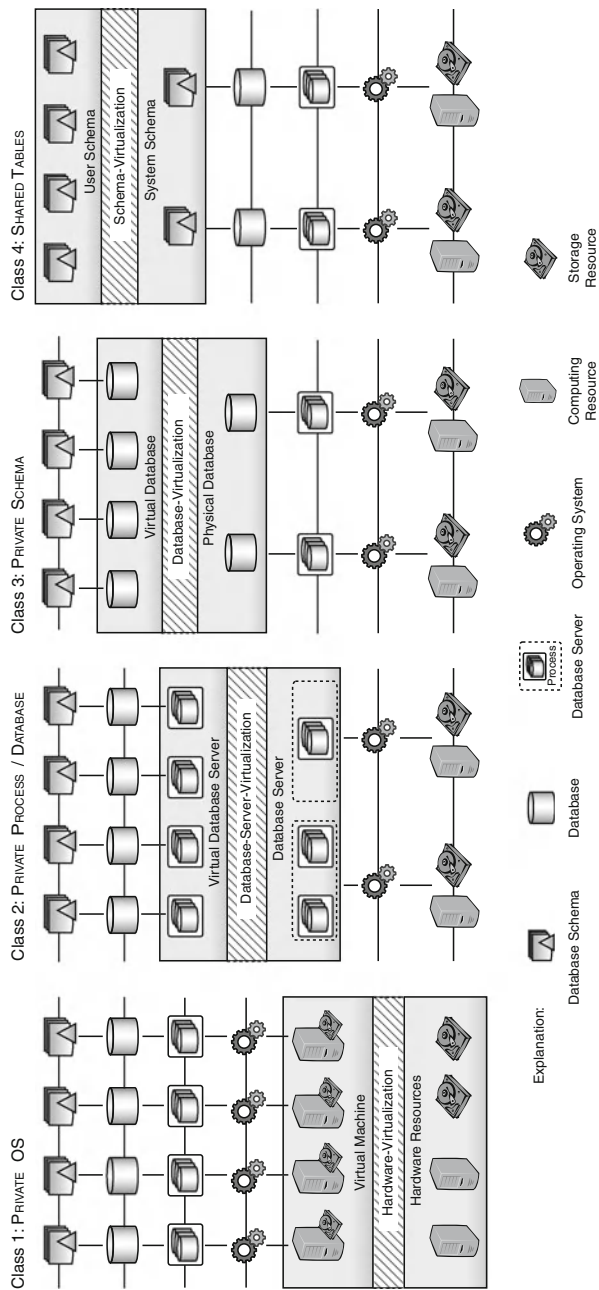 Class 1: PRIVATE OS
Virtual Machine
Hardware-Virtualization
Hardware Resources
Class 2: PRIVATE PROCESS / DATABASE
Virtual Database Server
Database-Server-Virtualization
Database Server
Class 3: PRIVATE SCHEMA
Virtual Database
Database-Virtualization
Physical Database
Class 4: SHARED TABLES
User Schema
Schema-Virtualization
System Schema
Explanation:
Database Schema
Database
Process
Database Server
Operating System
Computing
Resource
Storage
Resource